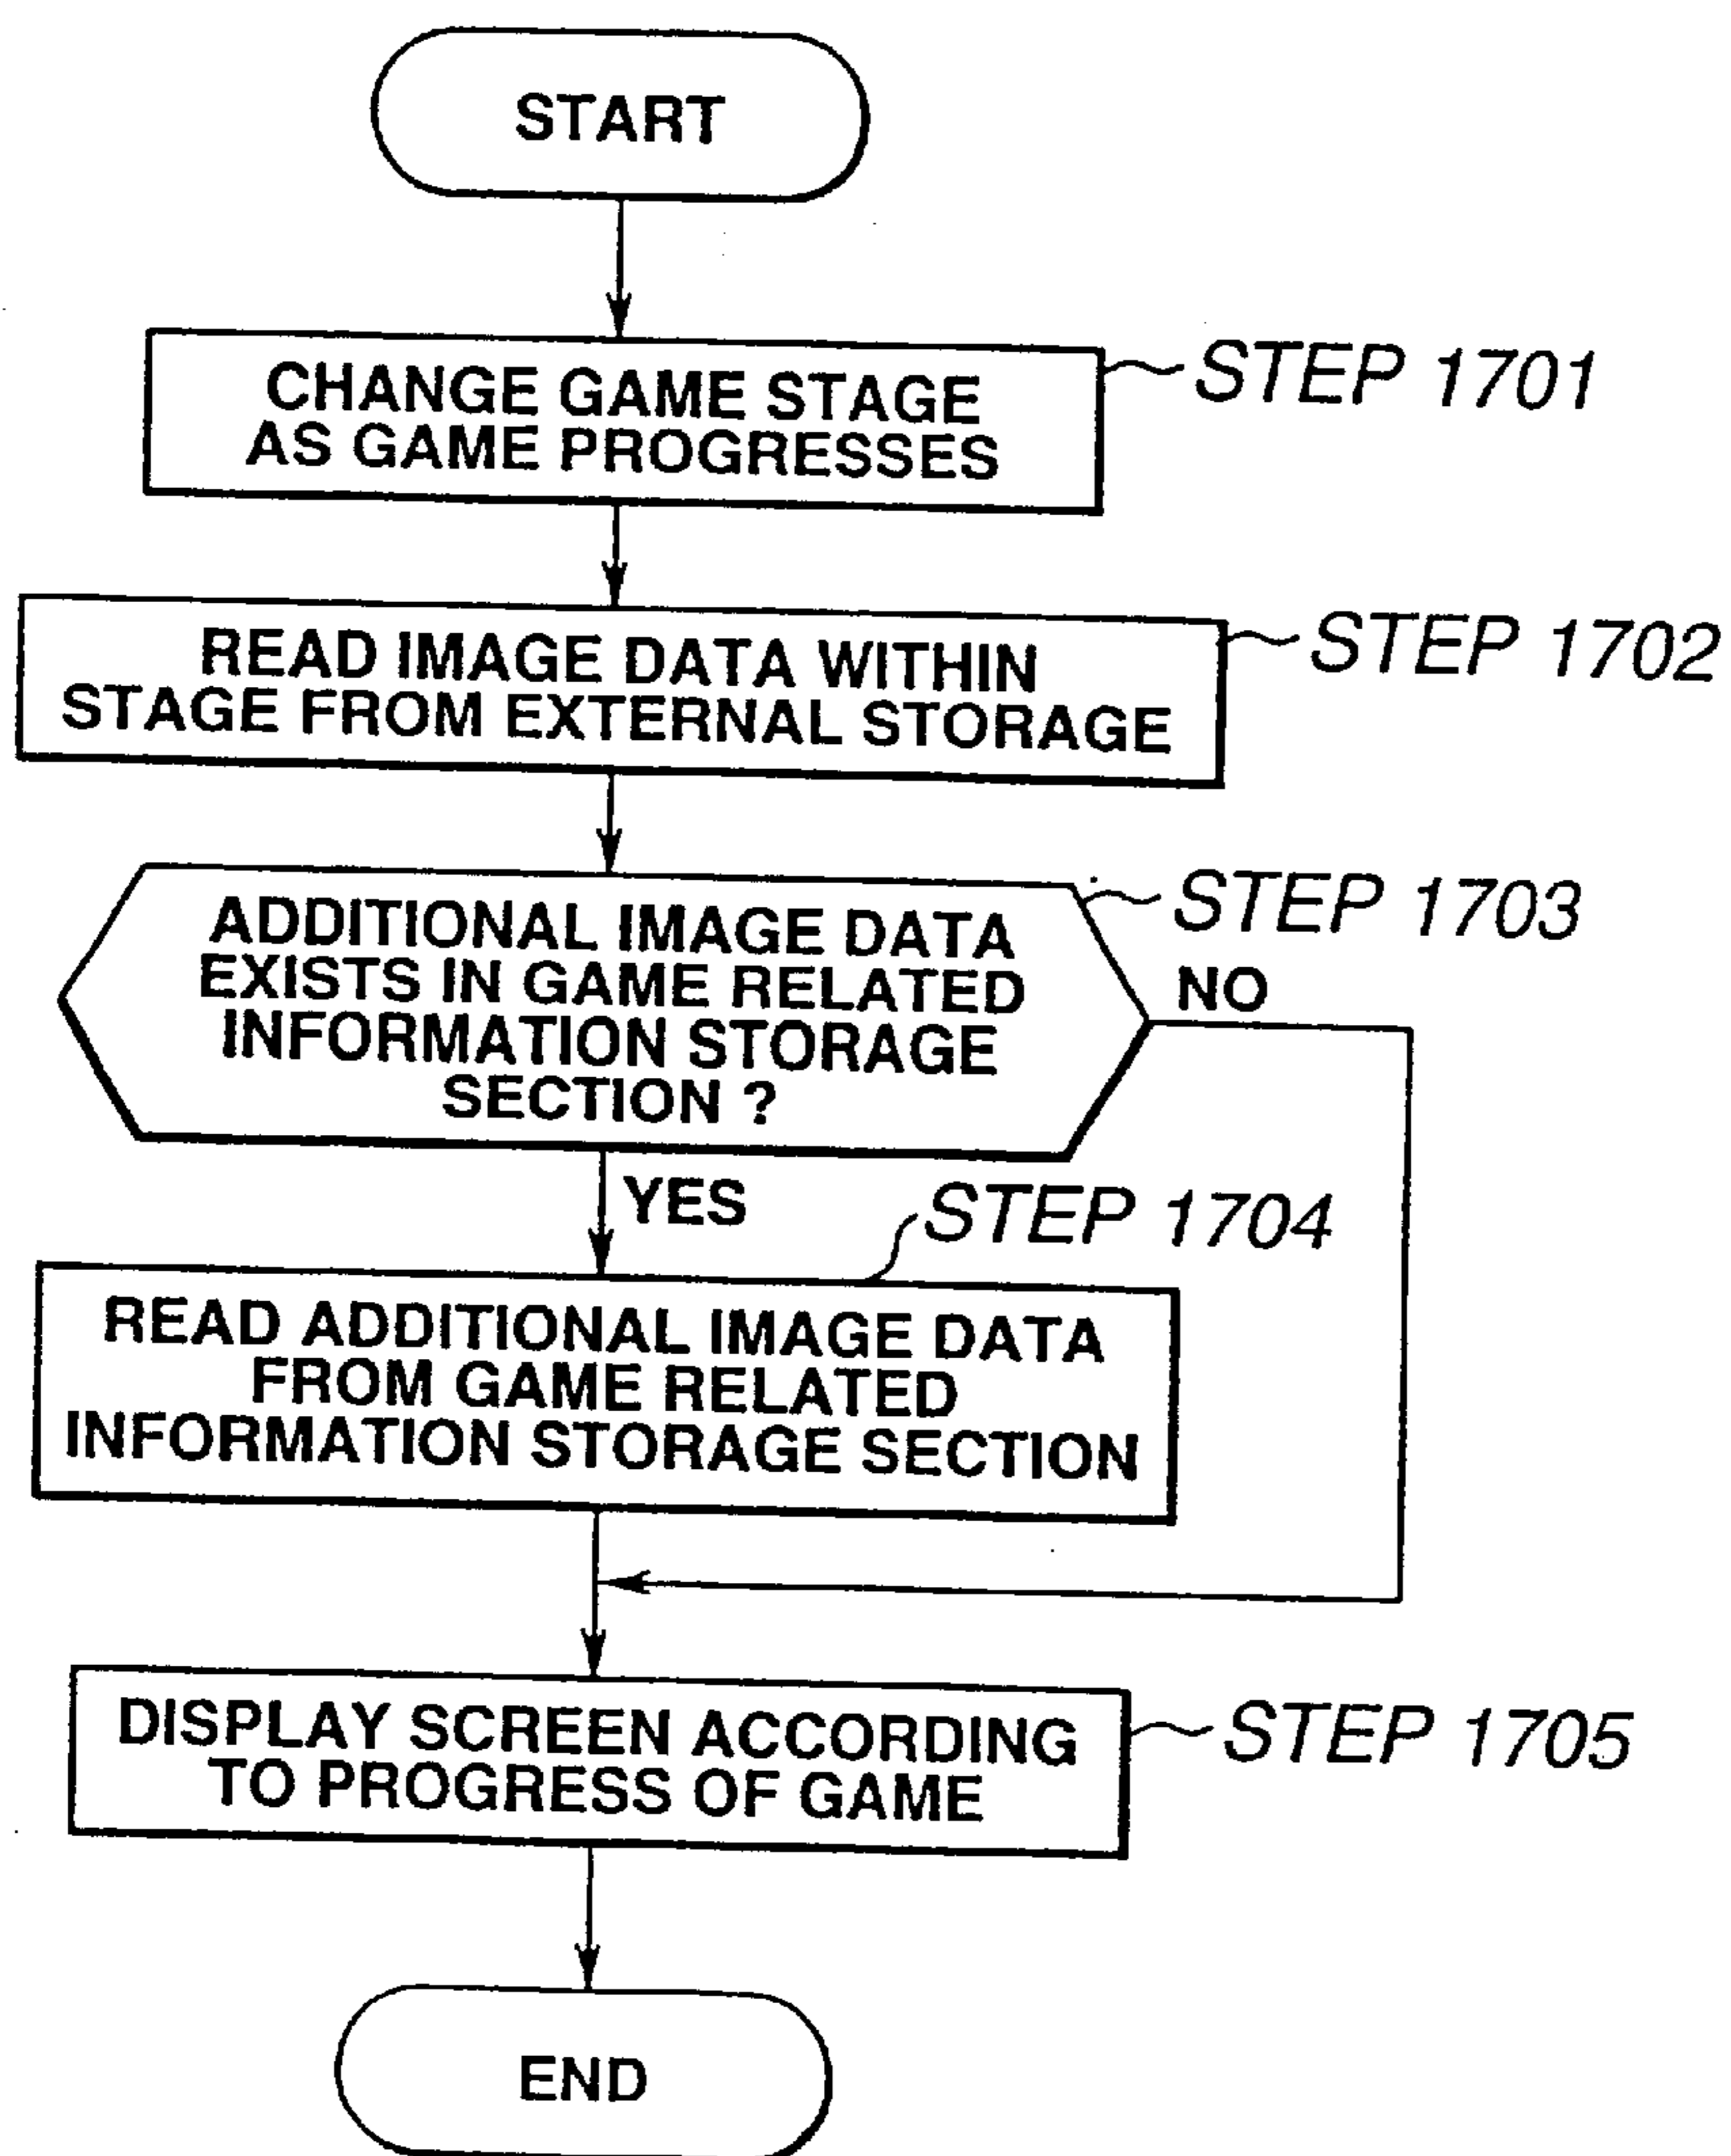 START
CHANGE GAME STAGE
AS GAME PROGRESSES
STEP 1701
READ IMAGE DATA WITHIN
STAGE FROM EXTERNAL STORAGE
STEP 1702
ADDITIONAL IMAGE DATA
EXISTS IN GAME RELATED
INFORMATION STORAGE
SECTION ?
STEP 1703
NO
YES
STEP 1704
READ ADDITIONAL IMAGE DATA
FROM GAME RELATED
INFORMATION STORAGE SECTION
DISPLAY SCREEN ACCORDING
TO PROGRESS OF GAME
STEP 1705
END